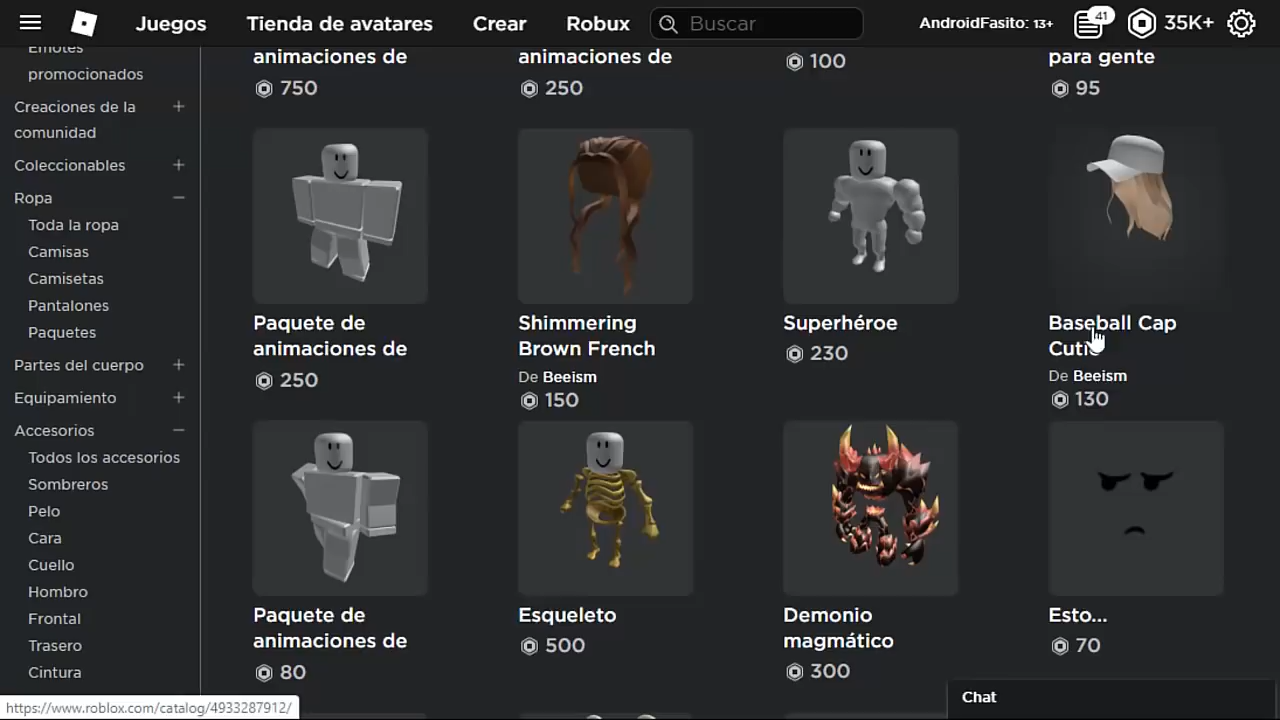 Juegos
Tienda de avatares
Crear
Robux
Buscar
AndroidFasito: 13+
41
35K+
Emotes
promocionados
Creaciones de la +
comunidad
Coleccionables +
Ropa −
Toda la ropa
Camisas
Camisetas
Pantalones
Paquetes
Partes del cuerpo +
Equipamiento +
Accesorios −
Todos los accesorios
Sombreros
Pelo
Cara
Cuello
Hombro
Frontal
Trasero
Cintura
animaciones de
750
animaciones de
250
100
para gente
95
Paquete de
animaciones de
250
Shimmering
Brown French
De Beeism
150
Superhéroe
230
Baseball Cap
Cutie
De Beeism
130
Paquete de
animaciones de
80
Esqueleto
500
Demonio
magmático
300
Esto...
70
Chat
https://www.roblox.com/catalog/4933287912/